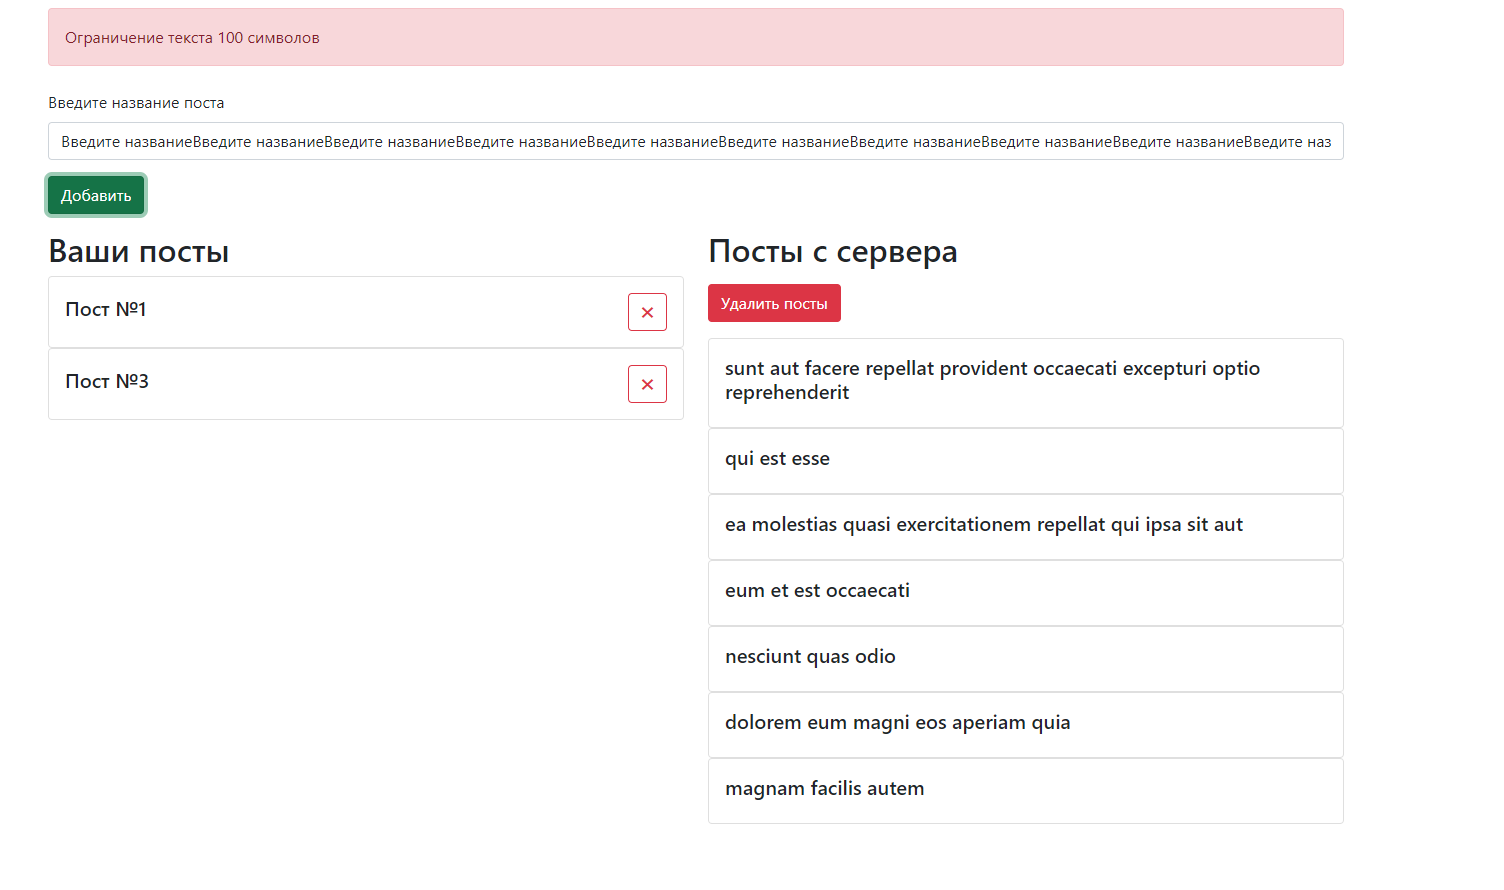 Ограничение текста 100 символов
Введите название поста
Введите названиеВведите названиеВведите названиеВведите названиеВведите названиеВведите названиеВведите названиеВведите названиеВведите названиеВведите наз
Добавить
Ваши посты
Пост №1
Пост №3
Посты с сервера
Удалить посты
sunt aut facere repellat provident occaecati excepturi optio
reprehenderit
qui est esse
ea molestias quasi exercitationem repellat qui ipsa sit aut
eum et est occaecati
nesciunt quas odio
dolorem eum magni eos aperiam quia
magnam facilis autem